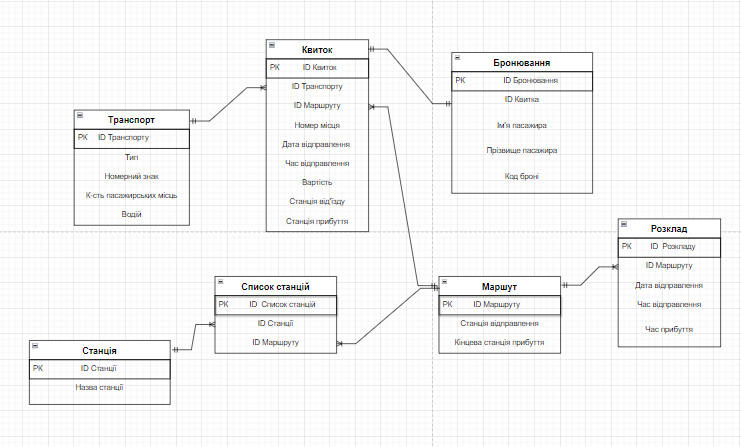 Квиток
PK ID Квиток
ID Транспорту
ID Маршруту
Номер місця
Дата відправлення
Час відправлення
Вартість
Станція від'їзду
Станція прибуття
Бронювання
PK ID Бронювання
ID Квитка
Ім'я пасажира
Прізвище пасажира
Код броні
Транспорт
PK ID Транспорту
Тип
Номерний знак
К-сть пасажирських місць
Водій
Розклад
PK ID Розкладу
ID Маршруту
Дата відправлення
Час відправлення
Час прибуття
Список станцій
PK ID Список станцій
ID Станції
ID Маршруту
Маршут
PK ID Маршруту
Станція відправлення
Кінцева станція прибуття
Станція
PK ID Станції
Назва станції